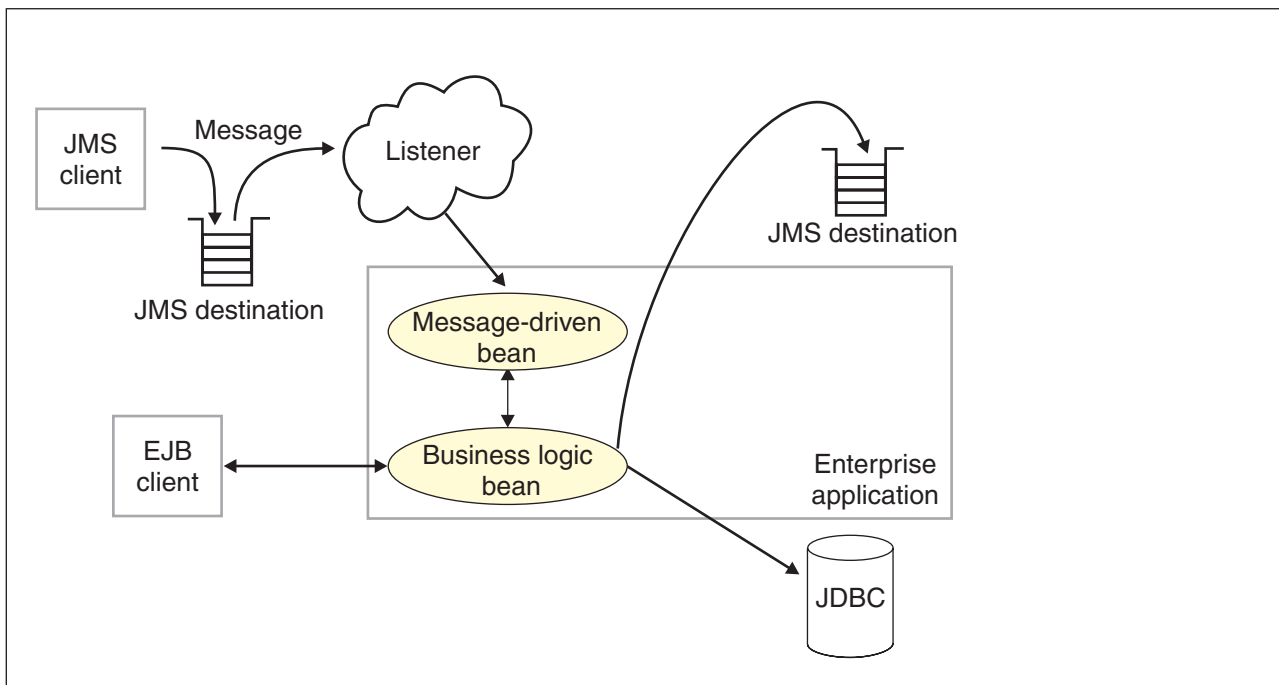 JMS
client
Message
Listener
JMS destination
JMS destination
Message-driven
bean
EJB
client
Business logic
bean
Enterprise
application
JDBC